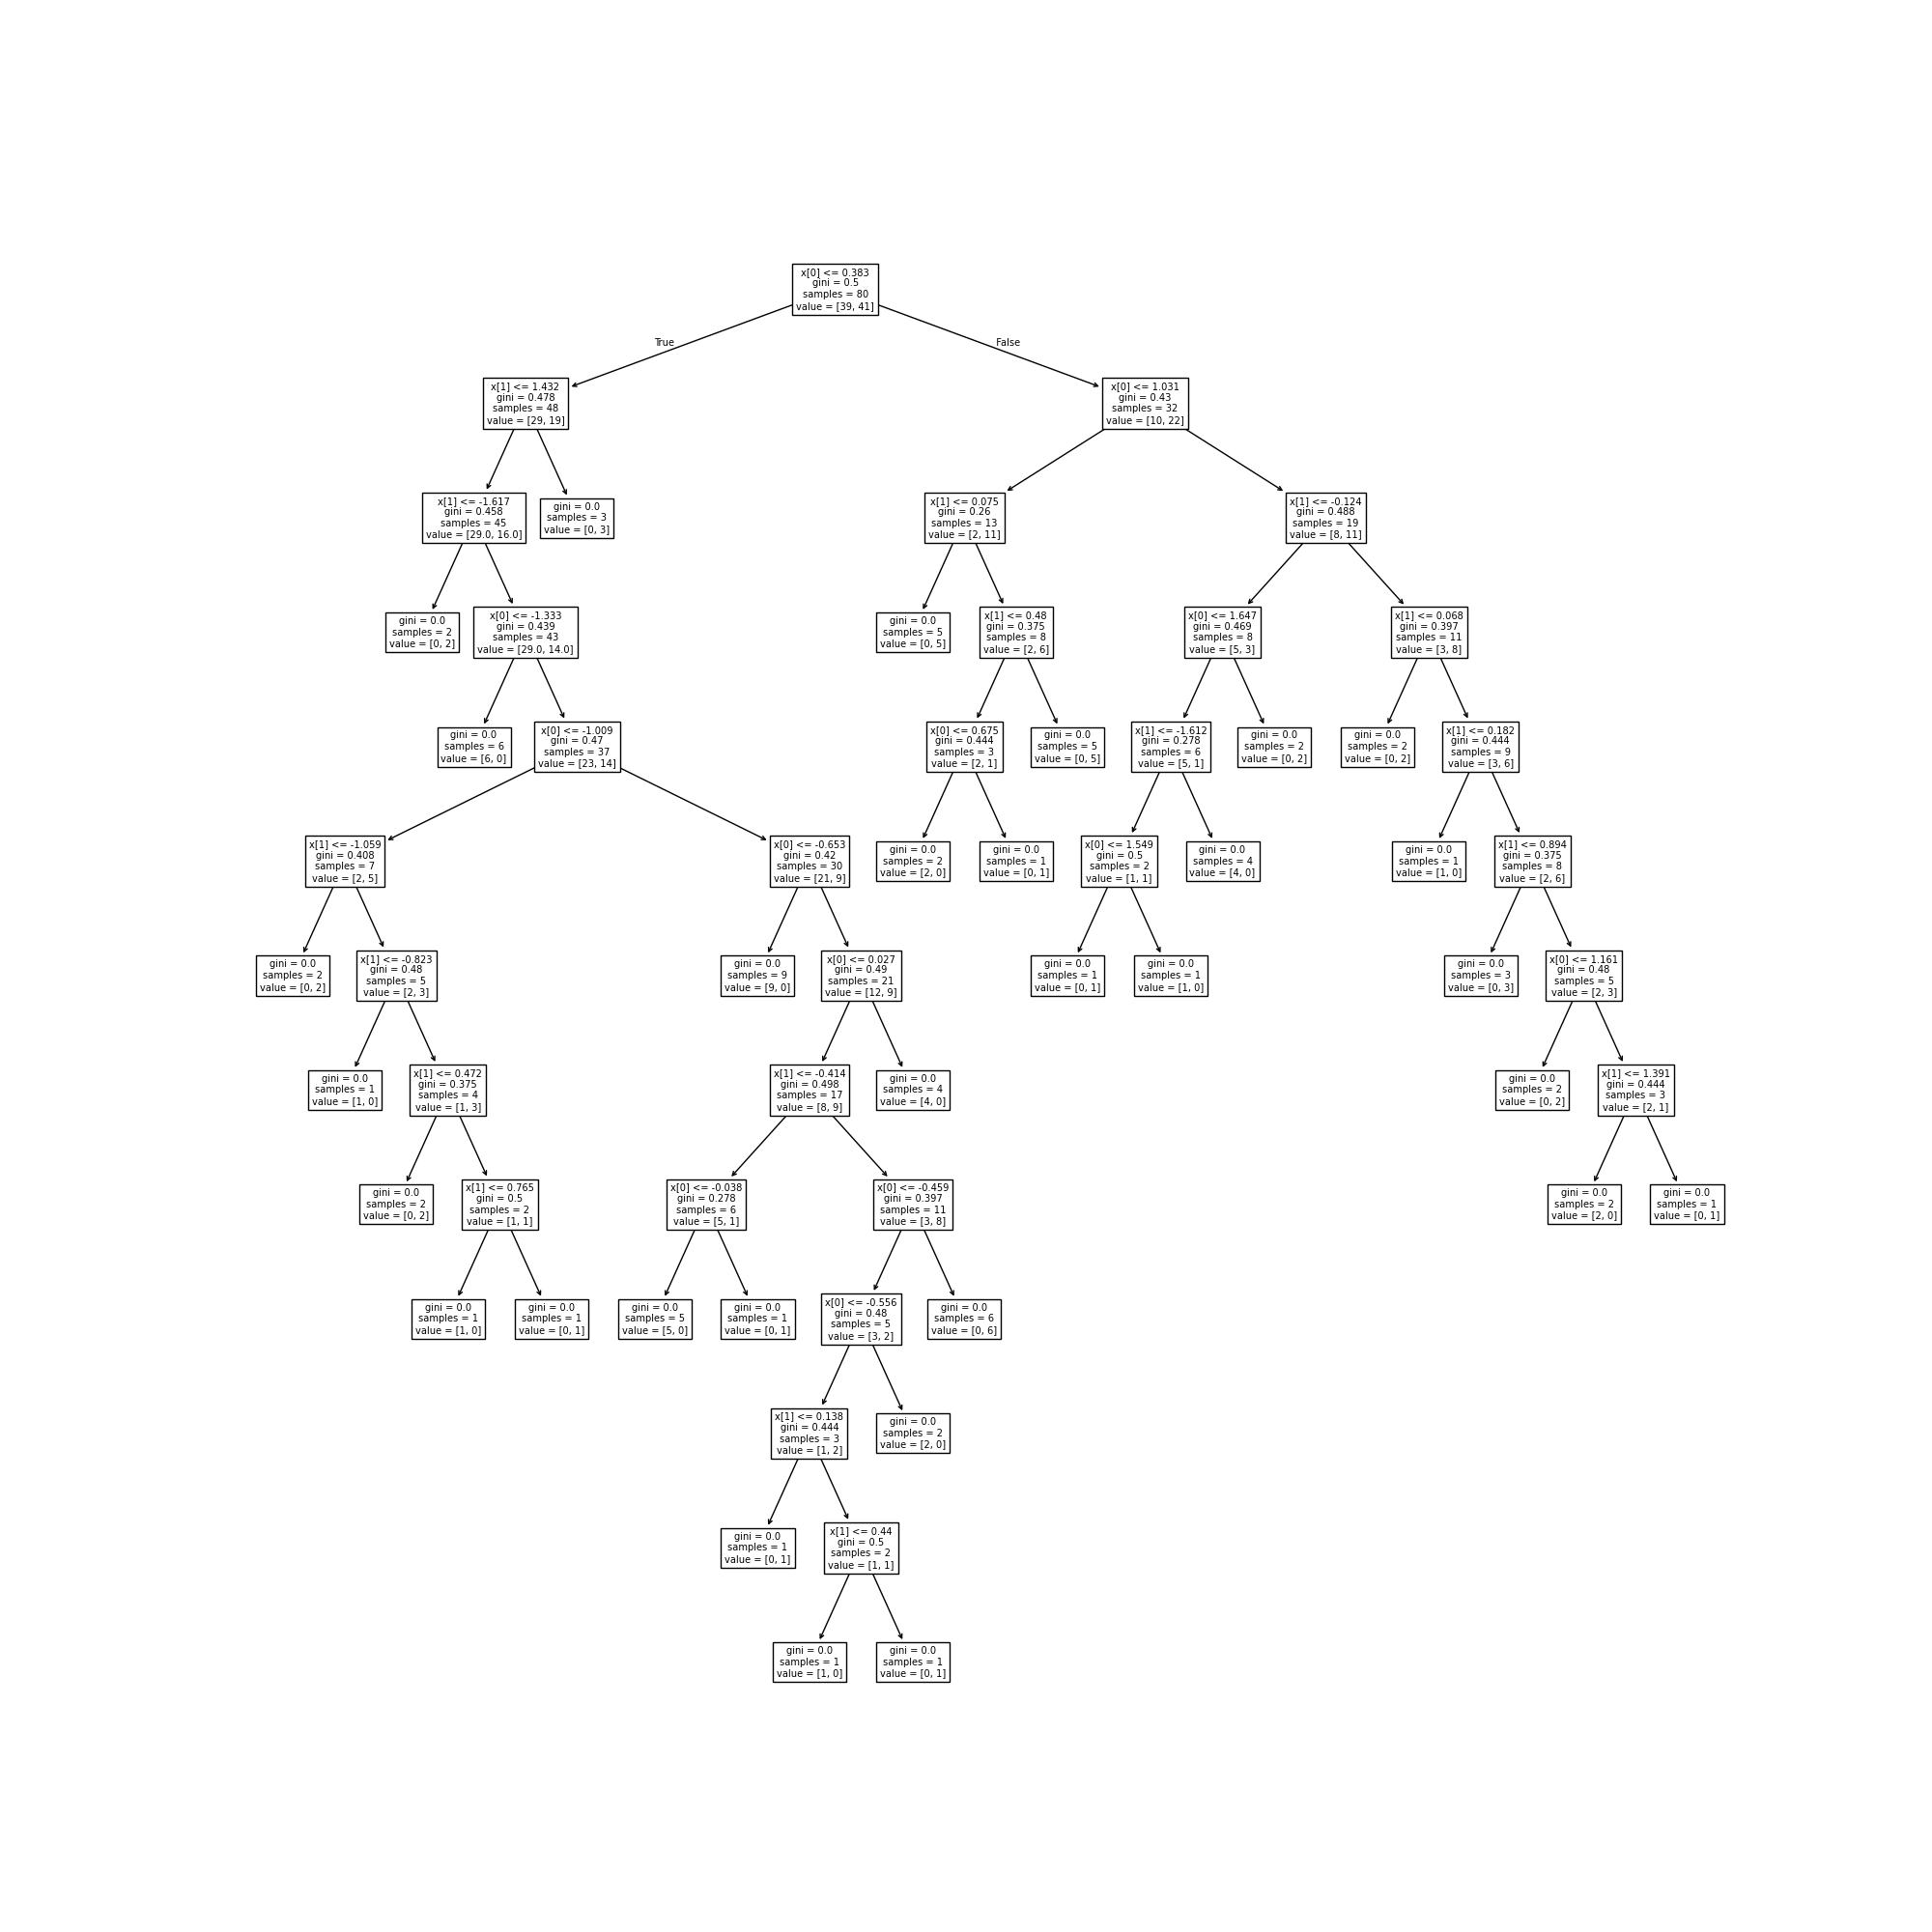 x[0] <= 0.383
gini = 0.5
samples = 80
value = [39, 41]
True
False
x[1] <= 1.432
gini = 0.478
samples = 48
value = [29, 19]
x[0] <= 1.031
gini = 0.43
samples = 32
value = [10, 22]
x[1] <= -1.617
gini = 0.458
samples = 45
value = [29.0, 16.0]
gini = 0.0
samples = 3
value = [0, 3]
x[1] <= 0.075
gini = 0.26
samples = 13
value = [2, 11]
x[1] <= -0.124
gini = 0.488
samples = 19
value = [8, 11]
gini = 0.0
samples = 2
value = [0, 2]
x[0] <= -1.333
gini = 0.439
samples = 43
value = [29.0, 14.0]
gini = 0.0
samples = 5
value = [0, 5]
x[1] <= 0.48
gini = 0.375
samples = 8
value = [2, 6]
x[0] <= 1.647
gini = 0.469
samples = 8
value = [5, 3]
x[1] <= 0.068
gini = 0.397
samples = 11
value = [3, 8]
gini = 0.0
samples = 6
value = [6, 0]
x[0] <= -1.009
gini = 0.47
samples = 37
value = [23, 14]
x[0] <= 0.675
gini = 0.444
samples = 3
value = [2, 1]
gini = 0.0
samples = 5
value = [0, 5]
x[1] <= -1.612
gini = 0.278
samples = 6
value = [5, 1]
gini = 0.0
samples = 2
value = [0, 2]
gini = 0.0
samples = 2
value = [0, 2]
x[1] <= 0.182
gini = 0.444
samples = 9
value = [3, 6]
x[1] <= -1.059
gini = 0.408
samples = 7
value = [2, 5]
x[0] <= -0.653
gini = 0.42
samples = 30
value = [21, 9]
gini = 0.0
samples = 2
value = [2, 0]
gini = 0.0
samples = 1
value = [0, 1]
x[0] <= 1.549
gini = 0.5
samples = 2
value = [1, 1]
gini = 0.0
samples = 4
value = [4, 0]
gini = 0.0
samples = 1
value = [1, 0]
x[1] <= 0.894
gini = 0.375
samples = 8
value = [2, 6]
gini = 0.0
samples = 2
value = [0, 2]
x[1] <= -0.823
gini = 0.48
samples = 5
value = [2, 3]
gini = 0.0
samples = 9
value = [9, 0]
x[0] <= 0.027
gini = 0.49
samples = 21
value = [12, 9]
gini = 0.0
samples = 1
value = [0, 1]
gini = 0.0
samples = 1
value = [1, 0]
gini = 0.0
samples = 3
value = [0, 3]
x[0] <= 1.161
gini = 0.48
samples = 5
value = [2, 3]
gini = 0.0
samples = 1
value = [1, 0]
x[1] <= 0.472
gini = 0.375
samples = 4
value = [1, 3]
x[1] <= -0.414
gini = 0.498
samples = 17
value = [8, 9]
gini = 0.0
samples = 4
value = [4, 0]
gini = 0.0
samples = 2
value = [0, 2]
x[1] <= 1.391
gini = 0.444
samples = 3
value = [2, 1]
gini = 0.0
samples = 2
value = [0, 2]
x[1] <= 0.765
gini = 0.5
samples = 2
value = [1, 1]
x[0] <= -0.038
gini = 0.278
samples = 6
value = [5, 1]
x[0] <= -0.459
gini = 0.397
samples = 11
value = [3, 8]
gini = 0.0
samples = 2
value = [2, 0]
gini = 0.0
samples = 1
value = [0, 1]
gini = 0.0
samples = 1
value = [1, 0]
gini = 0.0
samples = 1
value = [0, 1]
gini = 0.0
samples = 5
value = [5, 0]
gini = 0.0
samples = 1
value = [0, 1]
x[0] <= -0.556
gini = 0.48
samples = 5
value = [3, 2]
gini = 0.0
samples = 6
value = [0, 6]
x[1] <= 0.138
gini = 0.444
samples = 3
value = [1, 2]
gini = 0.0
samples = 2
value = [2, 0]
gini = 0.0
samples = 1
value = [0, 1]
x[1] <= 0.44
gini = 0.5
samples = 2
value = [1, 1]
gini = 0.0
samples = 1
value = [1, 0]
gini = 0.0
samples = 1
value = [0, 1]